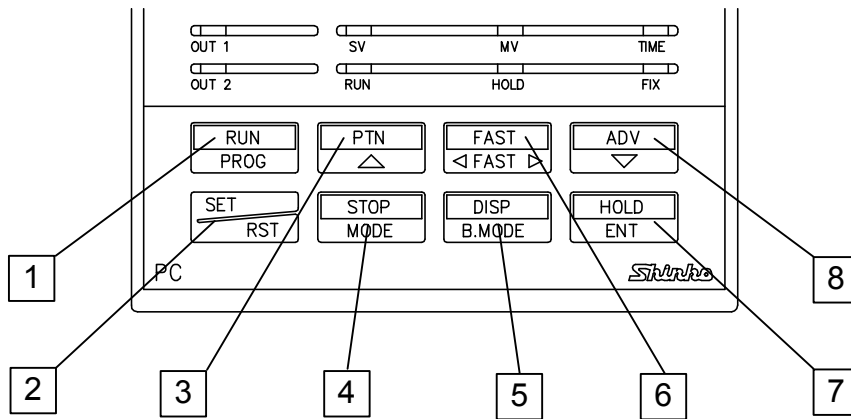 OUT 1 SV MV TIME
OUT 2 RUN HOLD FIX
RUN PTN FAST ADV
PROG FAST
SET STOP DISP HOLD
RST MODE B.MODE ENT
1 PC Shinko 8
2 3 4 5 6 7